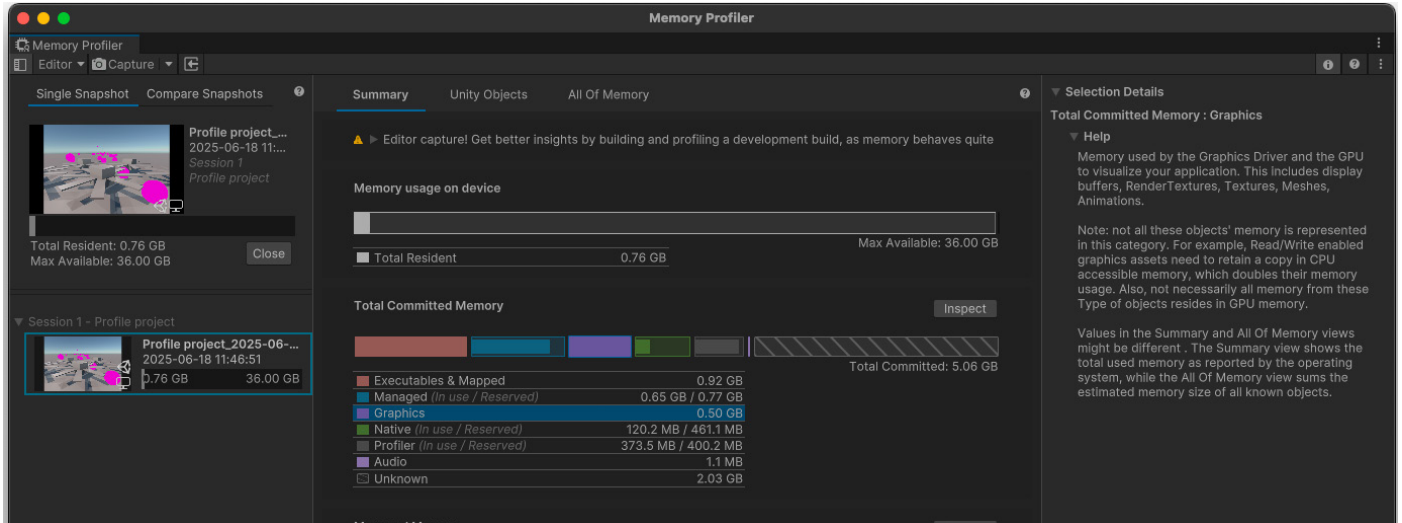 Memory Profiler
Memory Profiler
Editor
Capture
Single Snapshot Compare Snapshots
Profile project_...
2025-06-18 11:...
Session 1
Profile project
Total Resident: 0.76 GB
Max Available: 36.00 GB
Close
Session 1 - Profile project
Profile project_2025-06-...
2025-06-18 11:46:51
0.76 GB 36.00 GB
Summary Unity Objects All Of Memory
Editor capture! Get better insights by building and profiling a development build, as memory behaves quite
Memory usage on device
Max Available: 36.00 GB
Total Resident 0.76 GB
Total Committed Memory
Inspect
Total Committed: 5.06 GB
Executables & Mapped 0.92 GB
Managed (In use / Reserved) 0.65 GB / 0.77 GB
Graphics 0.50 GB
Native (In use / Reserved) 120.2 MB / 461.1 MB
Profiler (In use / Reserved) 373.5 MB / 400.2 MB
Audio 1.1 MB
Unknown 2.03 GB
Selection Details
Total Committed Memory : Graphics
Help
Memory used by the Graphics Driver and the GPU
to visualize your application. This includes display
buffers, RenderTextures, Textures, Meshes,
Animations.
Note: not all these objects' memory is represented
in this category. For example, Read/Write enabled
graphics assets need to retain a copy in CPU
accessible memory, which doubles their memory
usage. Also, not necessarily all memory from these
Type of objects resides in GPU memory.
Values in the Summary and All Of Memory views
might be different . The Summary view shows the
total used memory as reported by the operating
system, while the All Of Memory view sums the
estimated memory size of all known objects.